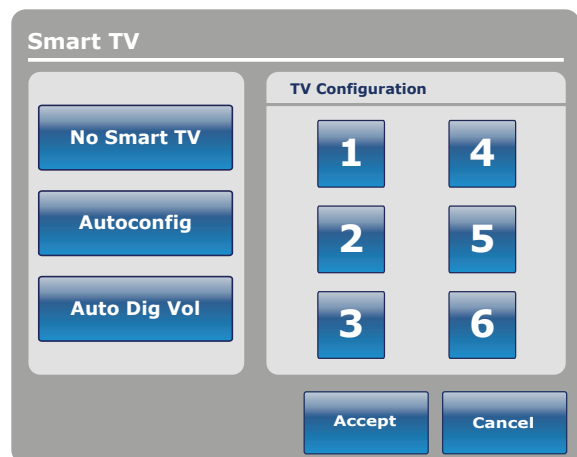 Smart TV
No Smart TV
Autoconfig
Auto Dig Vol
TV Configuration
1 4
2 5
3 6
Accept Cancel